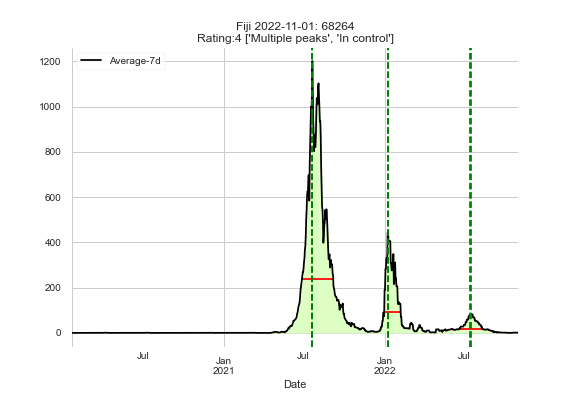 Fiji 2022-11-01: 68264
Rating:4 ['Multiple peaks', 'In control']
Average-7d
1200
1000
800
600
400
200
0
Jul
Jan
2021
Jul
Jan
2022
Jul
Date